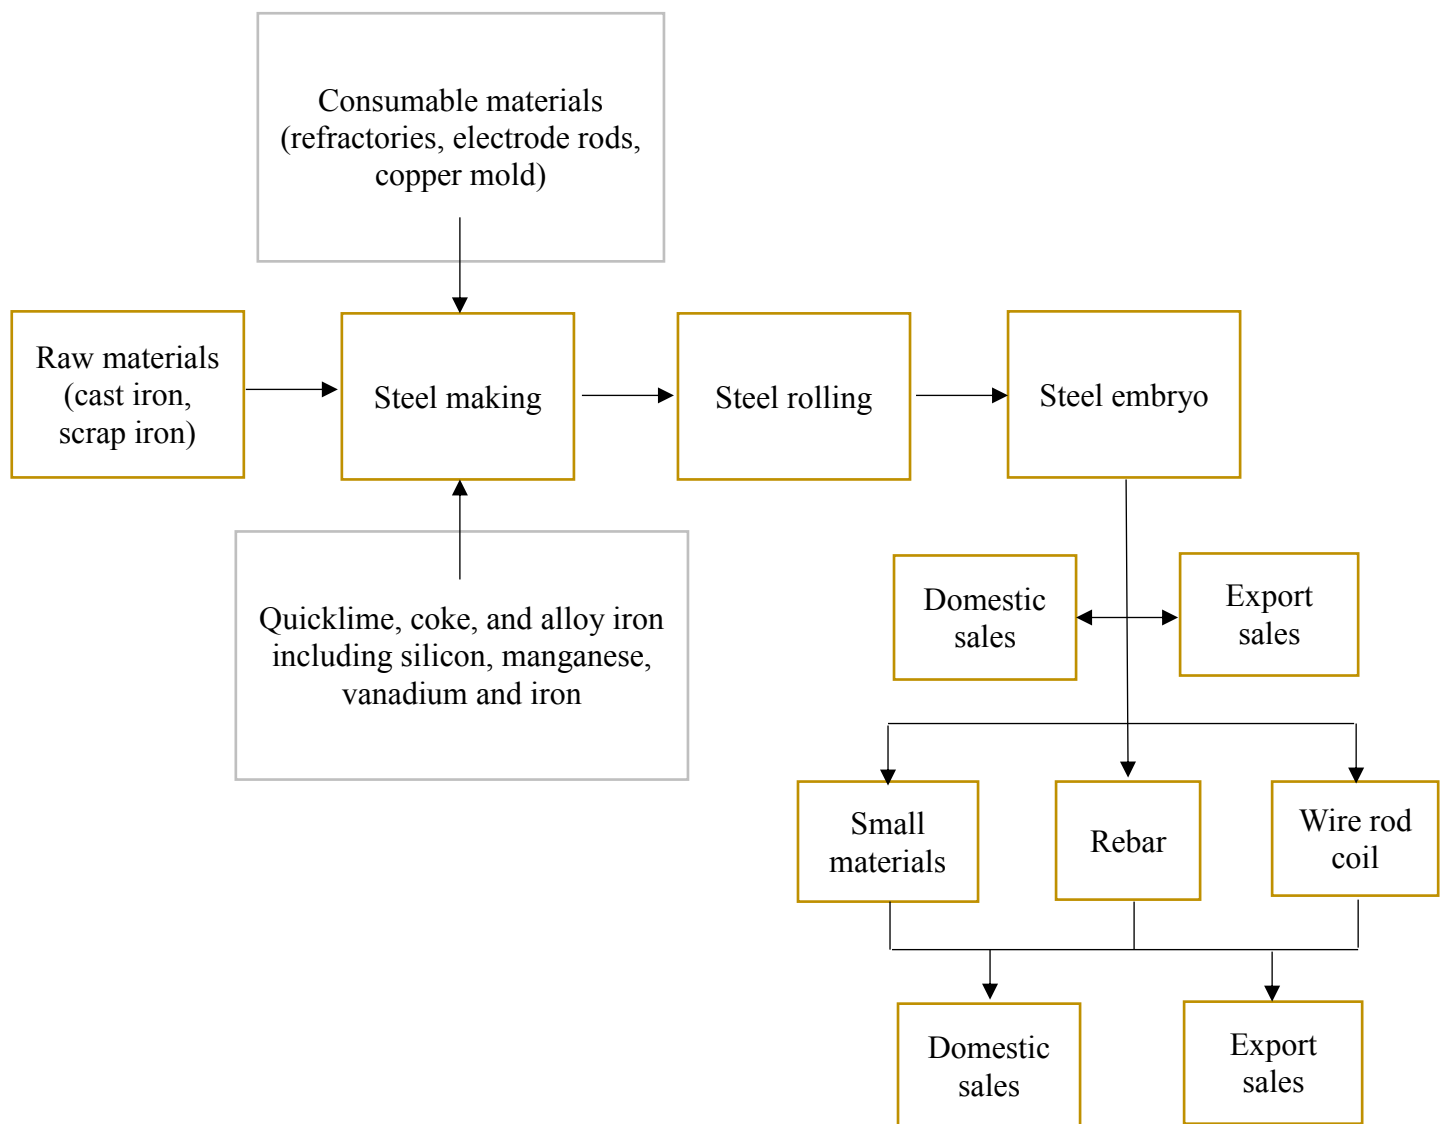 Consumable materials
(refractories, electrode rods,
copper mold)
Raw materials
(cast iron,
scrap iron)
Steel making
Steel rolling
Steel embryo
Quicklime, coke, and alloy iron
including silicon, manganese,
vanadium and iron
Domestic
sales
Export
sales
Small
materials
Rebar
Wire rod
coil
Domestic
sales
Export
sales